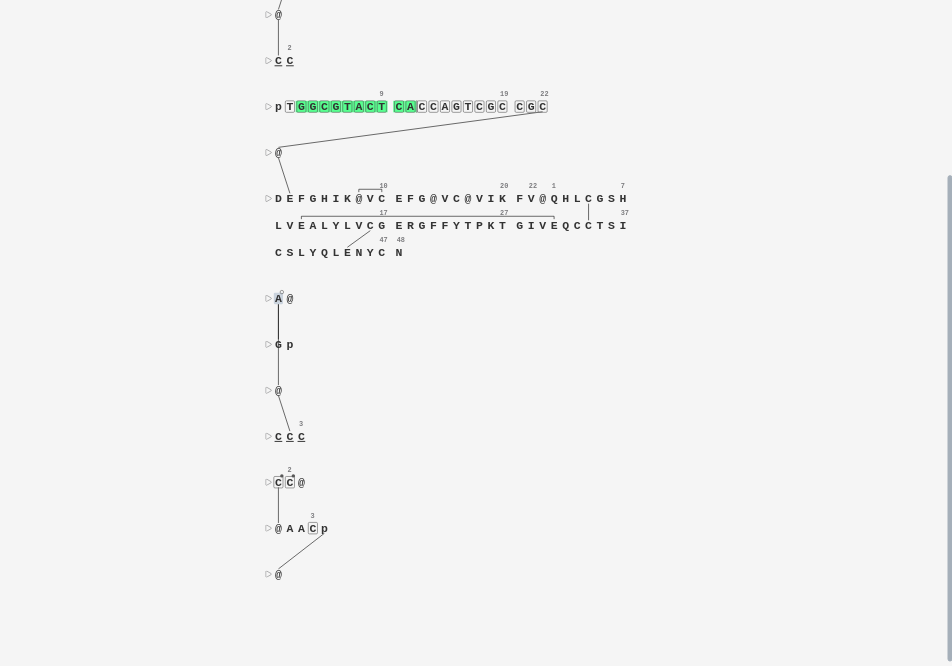 @
2
C C
9 19 22
p T G G C G T A C T C A C C A G T C G C C G C
@
10 20 22 1 7
D E F G H I K @ V C E F G @ V C @ V I K F V @ Q H L C G S H
17 27 37
L V E A L Y L V C G E R G F F Y T P K T G I V E Q C C T S I
47 48
C S L Y Q L E N Y C N
A @
G p
@
3
C C C
2
C C @
3
@ A A C p
@